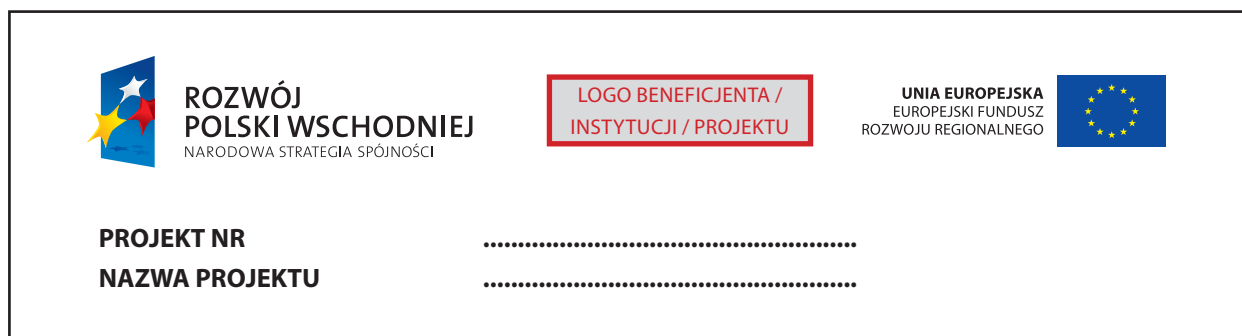 ROZWÓJ
POLSKI WSCHODNIEJ
NARODOWA STRATEGIA SPÓJNOŚCI
LOGO BENEFICJENTA /
INSTYTUCJI / PROJEKTU
UNIA EUROPEJSKA
EUROPEJSKI FUNDUSZ
ROZWOJU REGIONALNEGO
PROJEKT NR ......................................................
NAZWA PROJEKTU ......................................................